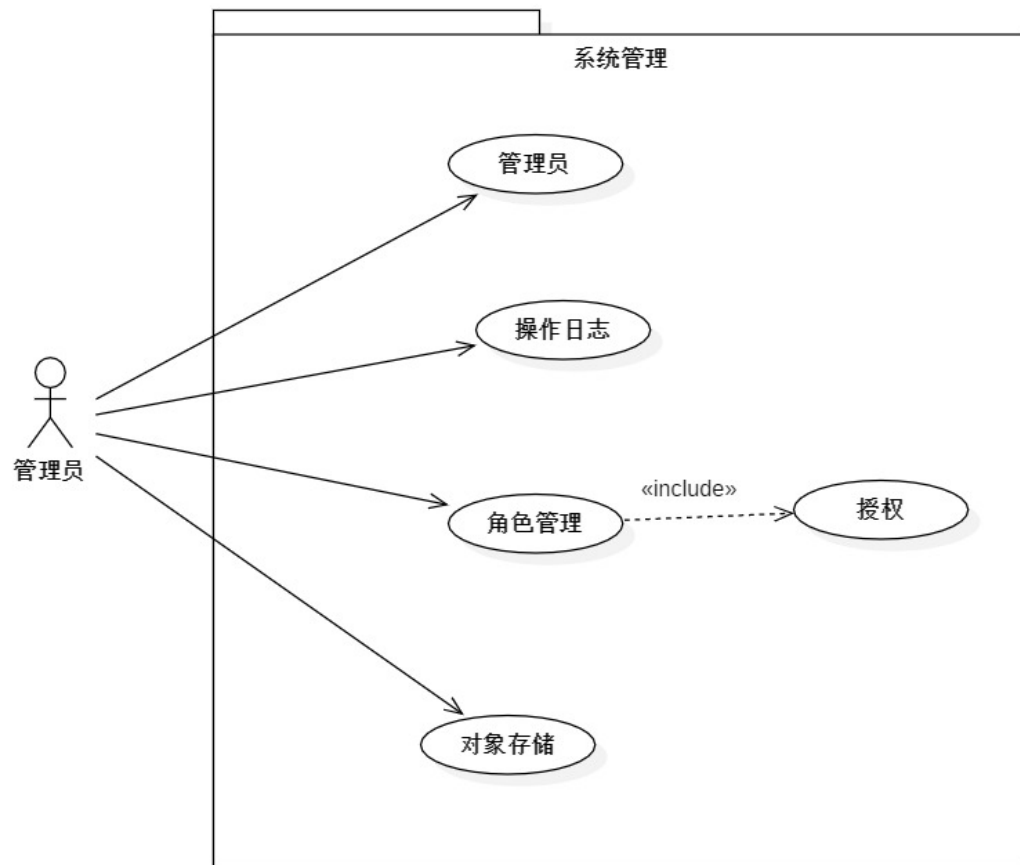 系统管理
管理员
操作日志
管理员
«include»
角色管理
授权
对象存储